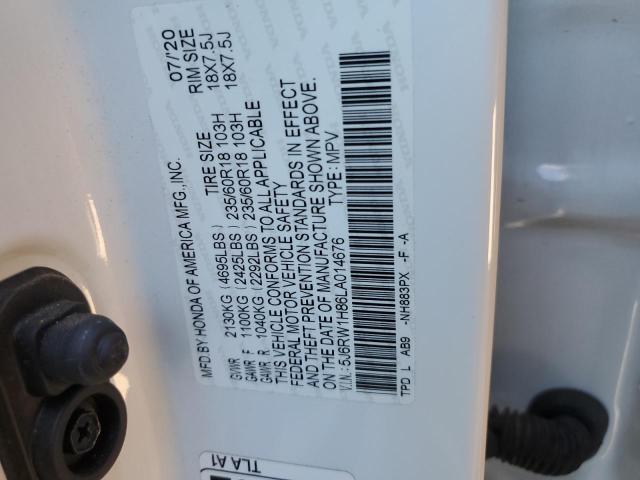 MFD BY HONDA OF AMERICA MFG.,INC. 07/'20
TIRE SIZE RIM SIZE
GVWR 2130KG (4695LBS)
GAWR F 1100KG (2425LBS) 235/60R18 103H 18X7.5J
GAWR R 1040KG (2292LBS) 235/60R18 103H 18X7.5J
THIS VEHICLE CONFORMS TO ALL APPLICABLE
FEDERAL MOTOR VEHICLE SAFETY
AND THEFT PREVENTION STANDARDS IN EFFECT
ON THE DATE OF MANUFACTURE SHOWN ABOVE.
V.I.N.: 5J6RW1H86LA014676 TYPE: MPV
TPD L AB9 -NH883PX -F -A
TLA A1